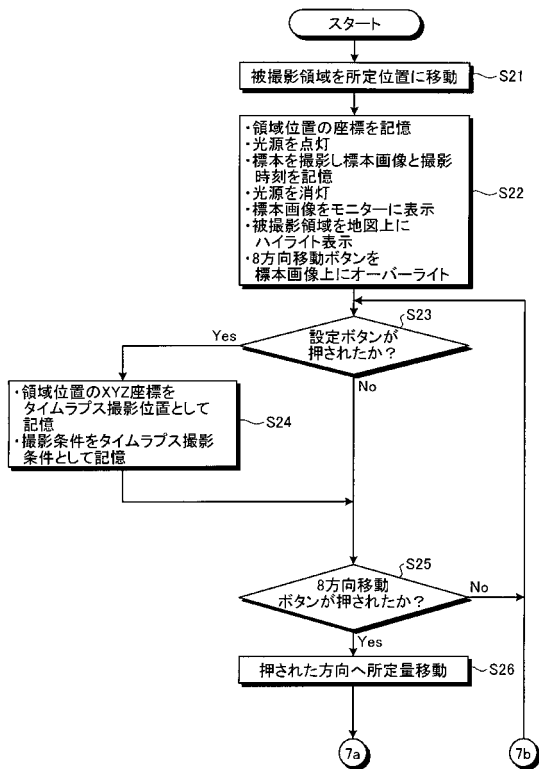 スタート
被撮影領域を所定位置に移動
S21
・領域位置の座標を記憶
・光源を点灯
・標本を撮影し標本画像と撮影
時刻を記憶
・光源を消灯
・標本画像をモニターに表示
・被撮影領域を地図上に
ハイライト表示
・8方向移動ボタンを
標本画像上にオーバーライト
S22
S23
設定ボタンが
押されたか？
Yes
No
・領域位置のXYZ座標を
タイムラプス撮影位置として
記憶
・撮影条件をタイムラプス撮影
条件として記憶
S24
S25
8方向移動
ボタンが押されたか？
No
Yes
押された方向へ所定量移動
S26
7a
7b